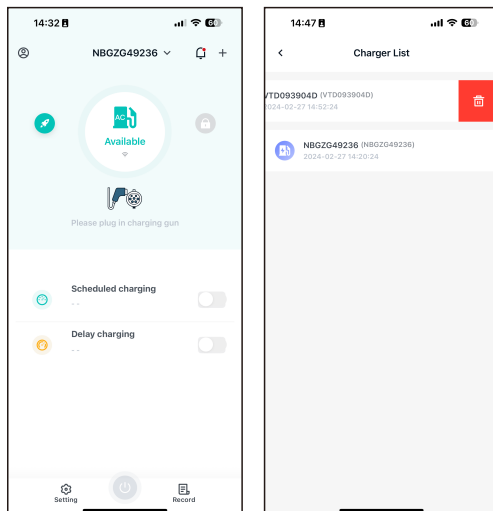 14:32
60
NBGZG49236
AC
Available
Please plug in charging gun
Scheduled charging
- -
Delay charging
- -
Setting
Record
14:47
60
Charger List
VTD093904D (VTD093904D)
2024-02-27 14:52:24
NBGZG49236 (NBGZG49236)
2024-02-27 14:20:24